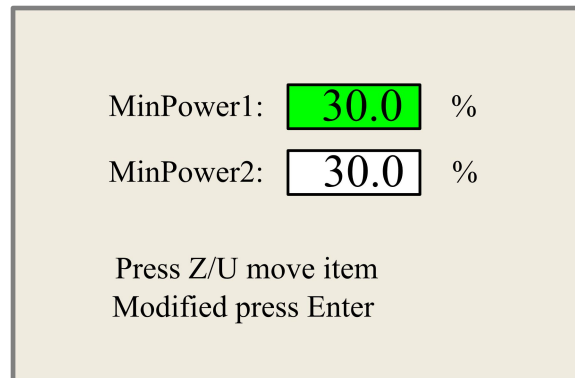 MinPower1: 30.0 %
MinPower2: 30.0 %
Press Z/U move item
Modified press Enter